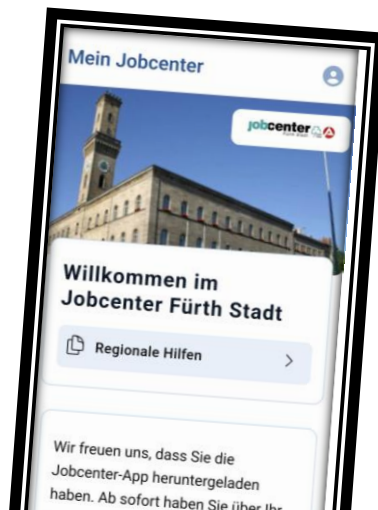 Mein Jobcenter
jobcenter
Willkommen im
Jobcenter Fürth Stadt
Regionale Hilfen
Wir freuen uns, dass Sie die
Jobcenter-App heruntergeladen
haben. Ab sofort haben Sie über Ihr